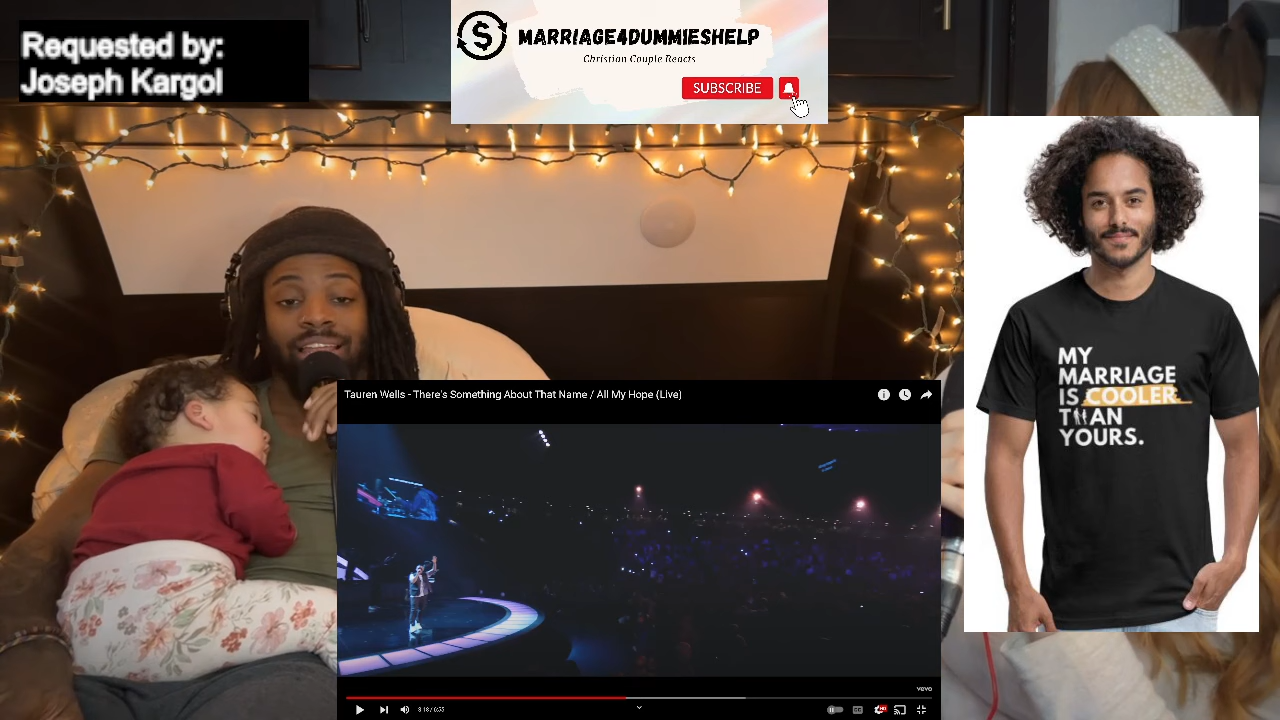 Requested by:
Joseph Kargol
MARRIAGE4DUMMIESHELP
Christian Couple Reacts
SUBSCRIBE
MY
MARRIAGE
IS COOLER
THAN
YOURS.
Tauren Wells - There's Something About That Name / All My Hope (Live)
vevo